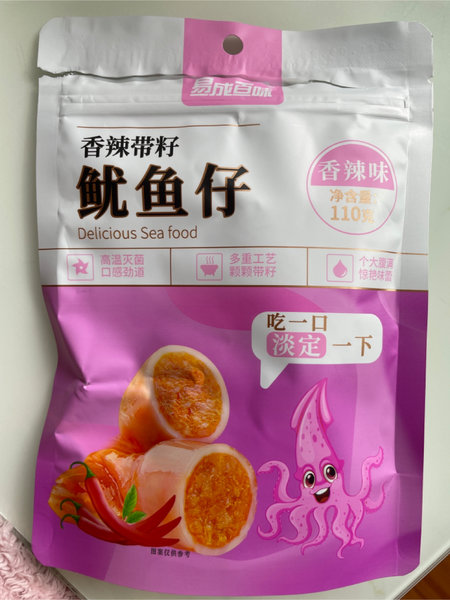 易成百味
香辣带籽
鱿鱼仔
Delicious Sea food
香辣味
净含量:
110克
高温灭菌
口感劲道
多重工艺
颗颗带籽
个大腹满
惊艳味蕾
吃一口
淡定一下
图案仅供参考